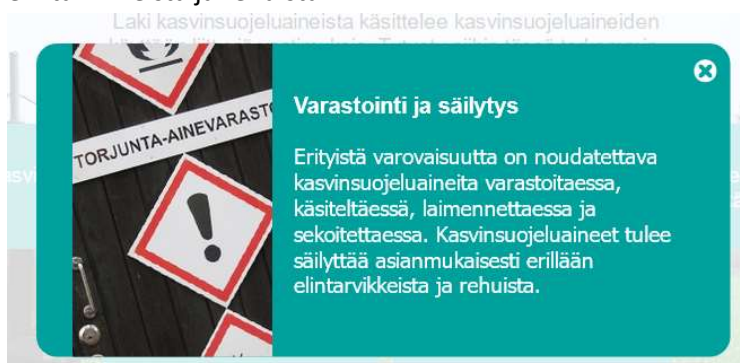 Laki kasvinsuojeluaineista käsittelee kasvinsuojeluaineiden
TORJUNTA-AINEVARAST
Varastointi ja säilytys
Erityistä varovaisuutta on noudatettava
kasvinsuojeluaineita varastoitaessa,
käsiteltäessä, laimennettaessa ja
sekoitettaessa. Kasvinsuojeluaineet tulee
säilyttää asianmukaisesti erillään
elintarvikkeista ja rehuista.